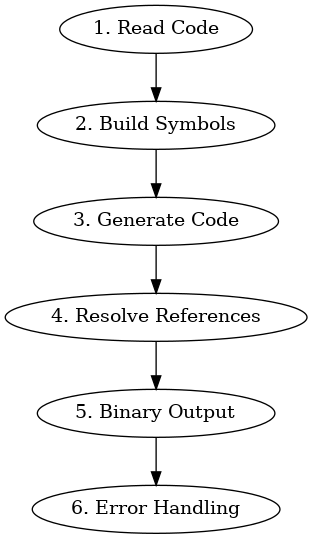 1. Read Code
2. Build Symbols
3. Generate Code
4. Resolve References
5. Binary Output
6. Error Handling